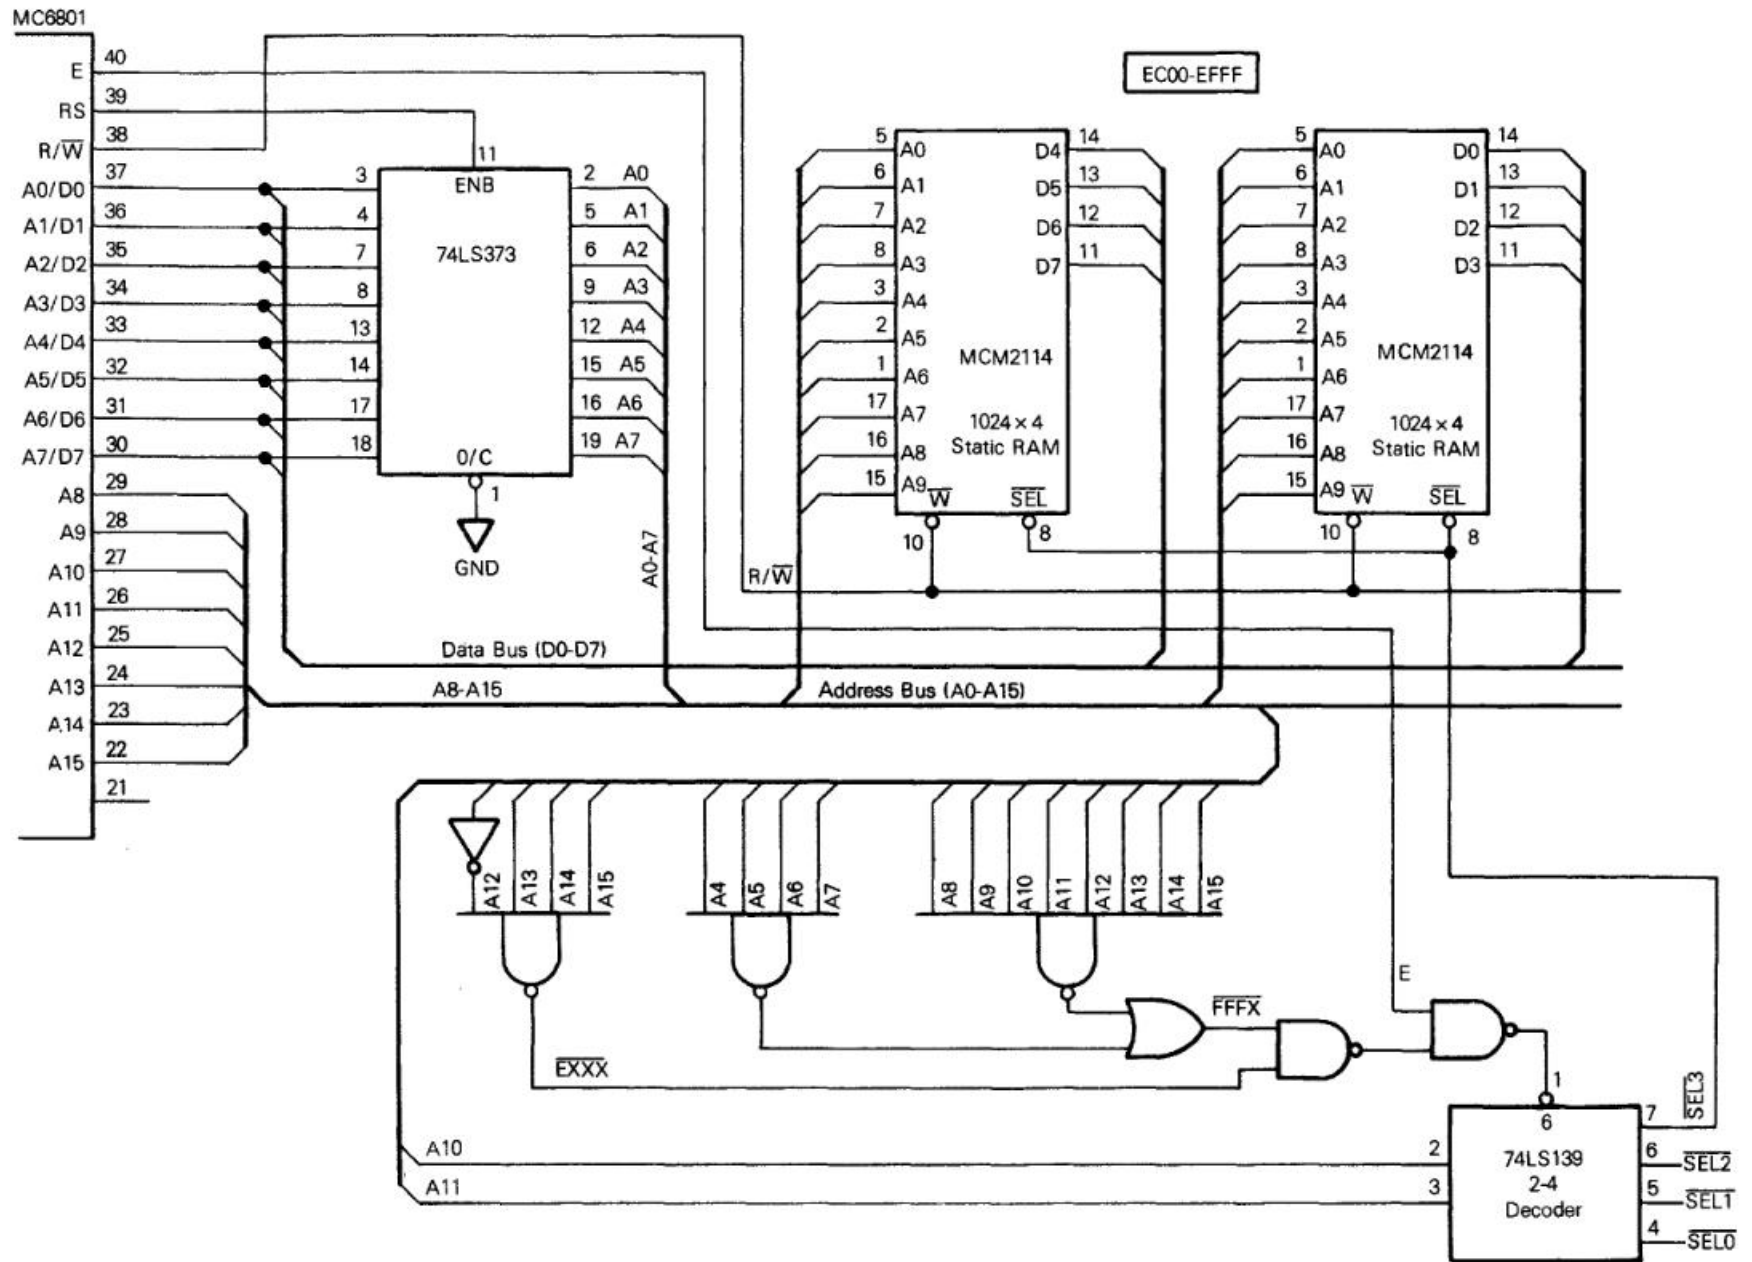 MC6801
E 40
RS 39
R/W̅ 38
A0/D0 37
A1/D1 36
A2/D2 35
A3/D3 34
A4/D4 33
A5/D5 32
A6/D6 31
A7/D7 30
A8 29
A9 28
A10 27
A11 26
A12 25
A13 24
A14 23
A15 22
21
11
ENB
74LS373
3 2 A0
4 5 A1
7 6 A2
8 9 A3
13 12 A4
14 15 A5
17 16 A6
18 19 A7
0/C
1
GND
A0-A7
EC00-EFFF
5 A0 D4 14
6 A1 D5 13
7 A2 D6 12
8 A3 D7 11
3 A4
2 A5
1 A6
17 A7
16 A8
15 A9
MCM2114
1024 × 4
Static RAM
W̅ S̅E̅L̅
10 8
5 A0 D0 14
6 A1 D1 13
7 A2 D2 12
8 A3 D3 11
3 A4
2 A5
1 A6
17 A7
16 A8
15 A9
MCM2114
1024 × 4
Static RAM
W̅ S̅E̅L̅
10 8
R/W̅
Data Bus (D0-D7)
A8-A15
Address Bus (A0-A15)
A12 A13 A14 A15
A4 A5 A6 A7
A8 A9 A10 A11 A12 A13 A14 A15
E
F̅F̅F̅X̅
E̅X̅X̅X̅
A10
A11
1
6
2
3
74LS139
2-4
Decoder
7 S̅E̅L̅3̅
6 S̅E̅L̅2̅
5 S̅E̅L̅1̅
4 S̅E̅L̅0̅